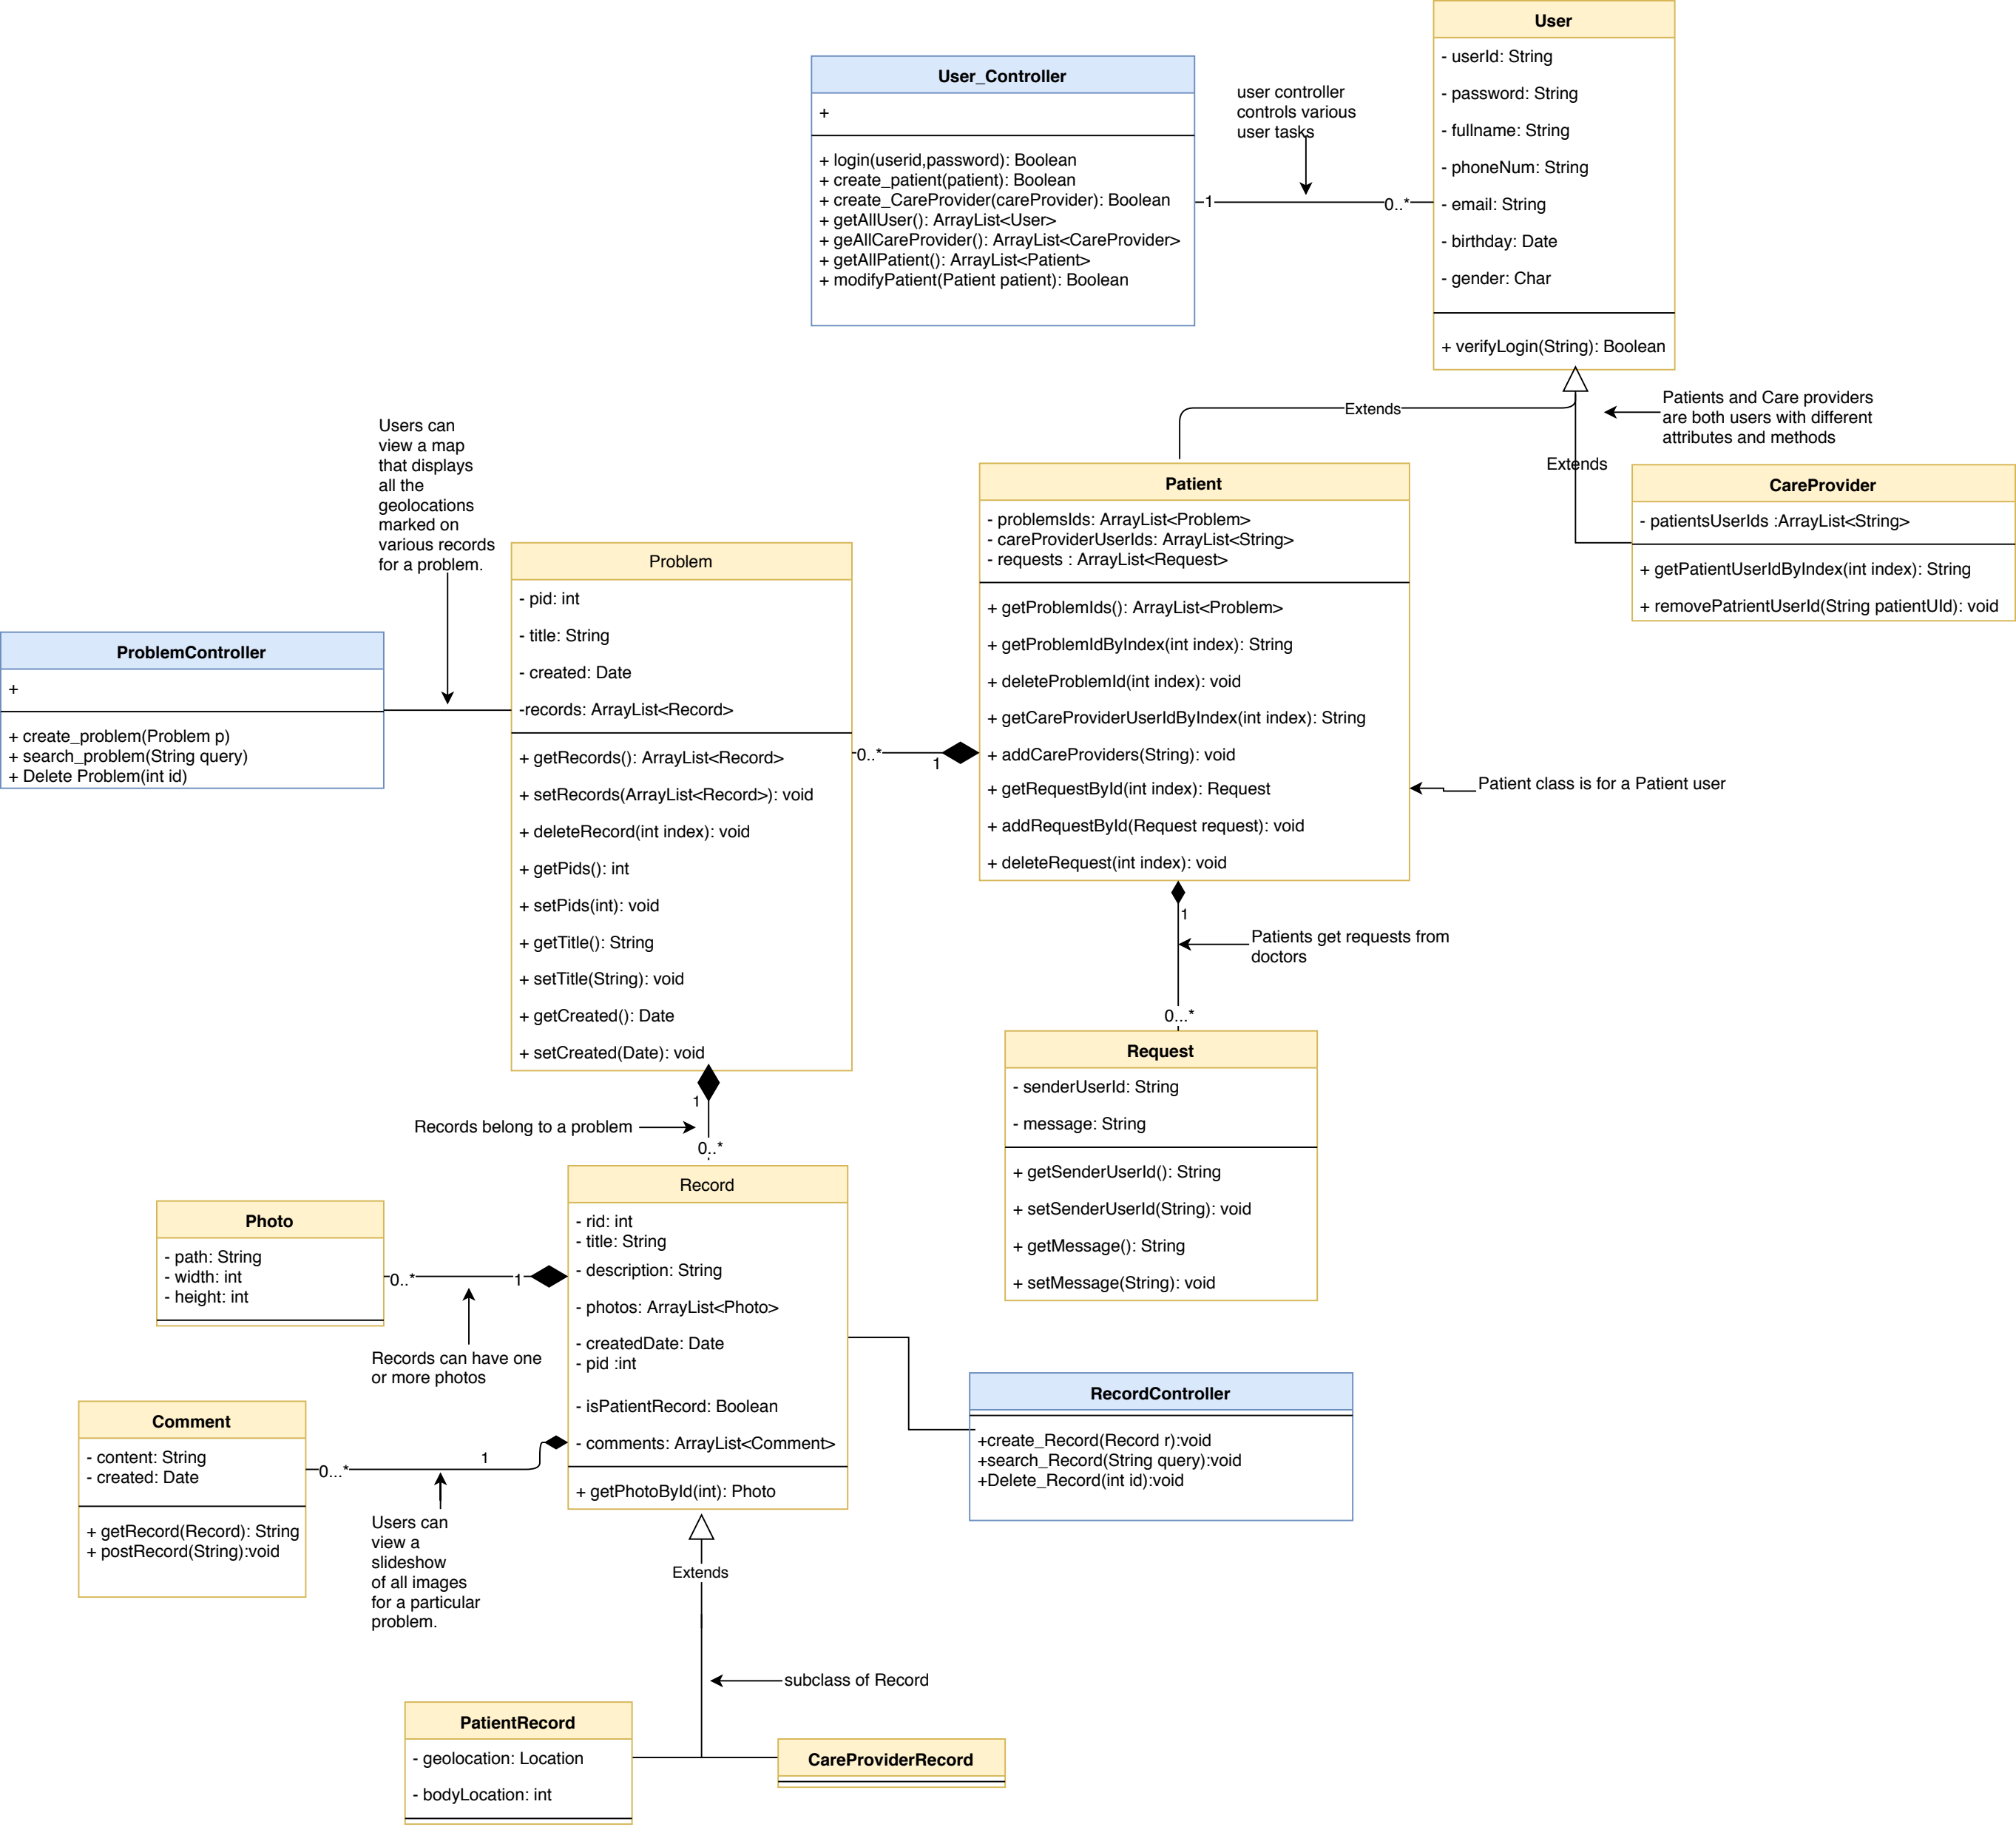 User
- userId: String
- password: String
- fullname: String
- phoneNum: String
- email: String
- birthday: Date
- gender: Char
+ verifyLogin(String): Boolean
User_Controller
+
+ login(userid,password): Boolean
+ create_patient(patient): Boolean
+ create_CareProvider(careProvider): Boolean
+ getAllUser(): ArrayList<User>
+ geAllCareProvider(): ArrayList<CareProvider>
+ getAllPatient(): ArrayList<Patient>
+ modifyPatient(Patient patient): Boolean
user controller
controls various
user tasks
1
0..*
Extends
Extends
Patients and Care providers
are both users with different
attributes and methods
CareProvider
- patientsUserIds :ArrayList<String>
+ getPatientUserIdByIndex(int index): String
+ removePatrientUserId(String patientUId): void
Patient
- problemsIds: ArrayList<Problem>
- careProviderUserIds: ArrayList<String>
- requests : ArrayList<Request>
+ getProblemIds(): ArrayList<Problem>
+ getProblemIdByIndex(int index): String
+ deleteProblemId(int index): void
+ getCareProviderUserIdByIndex(int index): String
+ addCareProviders(String): void
+ getRequestById(int index): Request
+ addRequestById(Request request): void
+ deleteRequest(int index): void
Patient class is for a Patient user
Users can
view a map
that displays
all the
geolocations
marked on
various records
for a problem.
Problem
- pid: int
- title: String
- created: Date
-records: ArrayList<Record>
+ getRecords(): ArrayList<Record>
+ setRecords(ArrayList<Record>): void
+ deleteRecord(int index): void
+ getPids(): int
+ setPids(int): void
+ getTitle(): String
+ setTitle(String): void
+ getCreated(): Date
+ setCreated(Date): void
0..*
1
ProblemController
+
+ create_problem(Problem p)
+ search_problem(String query)
+ Delete Problem(int id)
1
Patients get requests from
doctors
0...*
Request
- senderUserId: String
- message: String
+ getSenderUserId(): String
+ setSenderUserId(String): void
+ getMessage(): String
+ setMessage(String): void
1
Records belong to a problem
0..*
Record
- rid: int
- title: String
- description: String
- photos: ArrayList<Photo>
- createdDate: Date
- pid :int
- isPatientRecord: Boolean
- comments: ArrayList<Comment>
+ getPhotoById(int): Photo
Photo
- path: String
- width: int
- height: int
0..*
1
Records can have one
or more photos
Comment
- content: String
- created: Date
+ getRecord(Record): String
+ postRecord(String):void
0...*
1
Users can
view a
slideshow
of all images
for a particular
problem.
RecordController
+create_Record(Record r):void
+search_Record(String query):void
+Delete_Record(int id):void
Extends
subclass of Record
PatientRecord
- geolocation: Location
- bodyLocation: int
CareProviderRecord